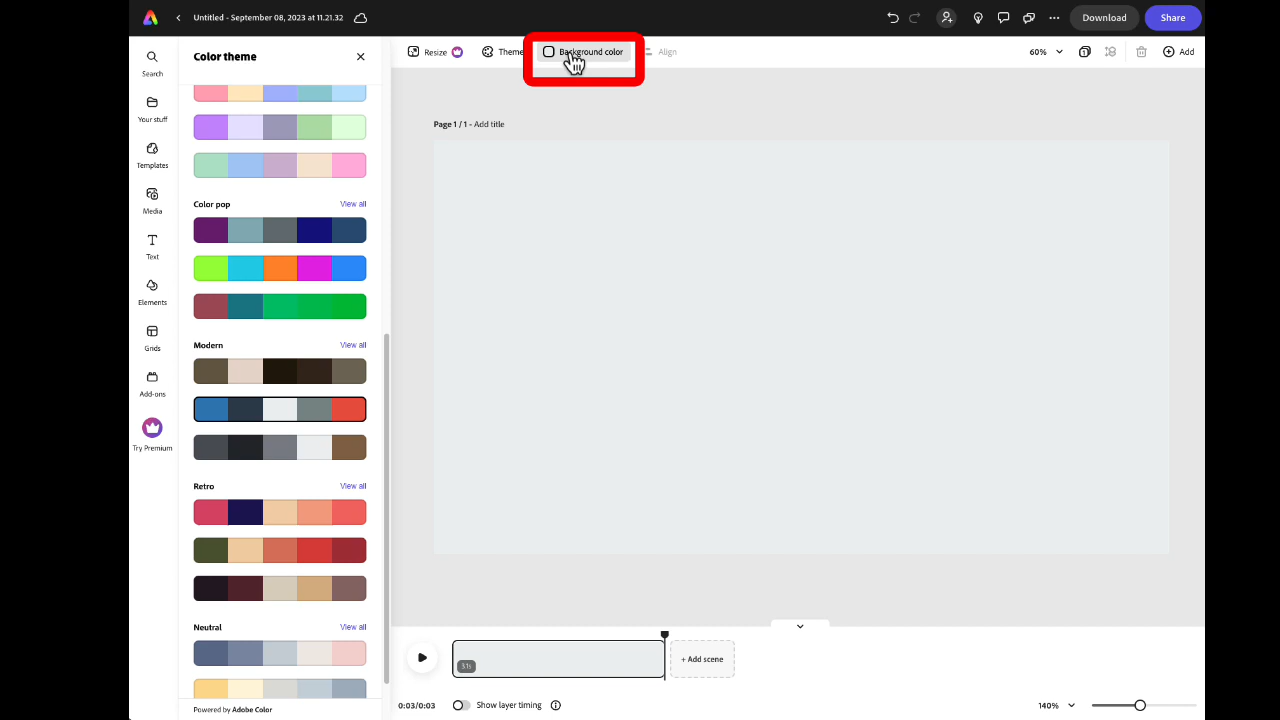 Untitled - September 08, 2023 at 11.21.32
Download
Share
Search
Your stuff
Templates
Media
Text
Elements
Grids
Add-ons
Try Premium
Color theme
Color pop
View all
Modern
View all
Retro
View all
Neutral
View all
Powered by Adobe Color
Resize
Theme
Background color
Align
60%
1
Add
Page 1 / 1 - Add title
3.1s
+ Add scene
0:03/0:03
Show layer timing
140%